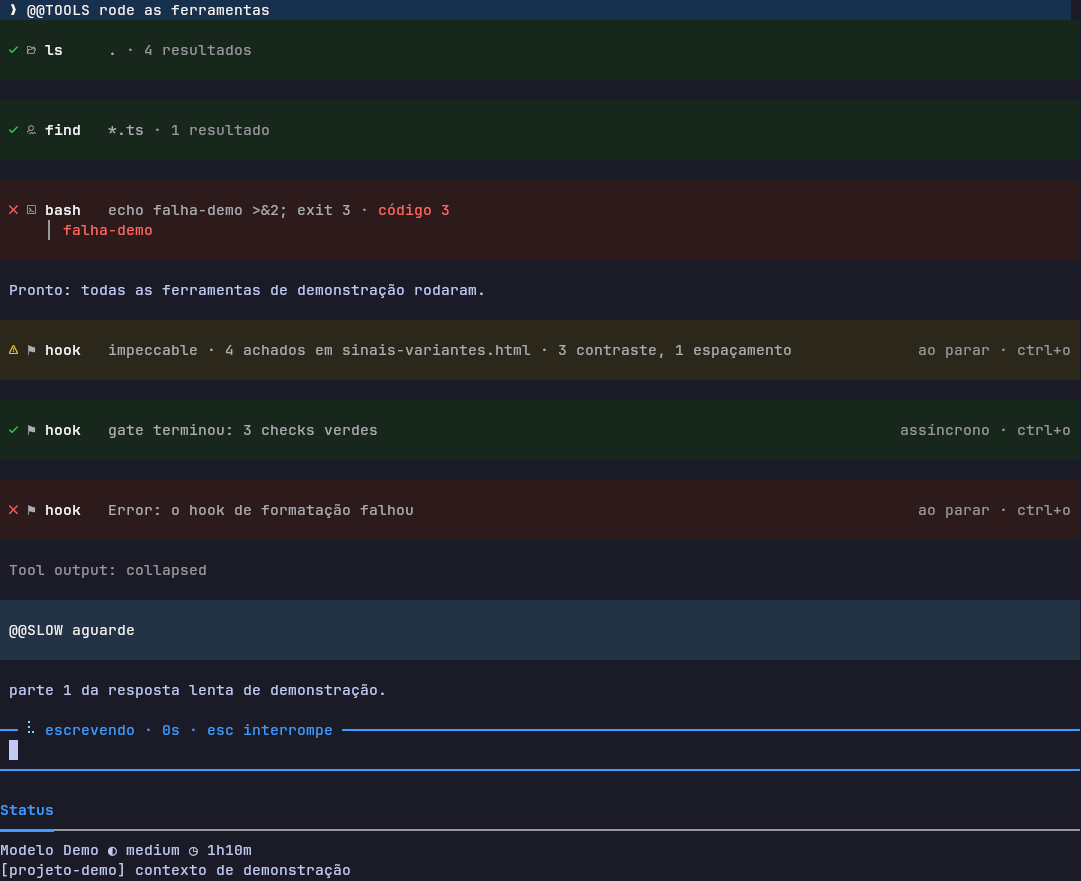 ❱ @@TOOLS rode as ferramentas
✓ ls . · 4 resultados
✓ find *.ts · 1 resultado
✕ bash echo falha-demo >&2; exit 3 · código 3
falha-demo
Pronto: todas as ferramentas de demonstração rodaram.
⚠ ⚑ hook impeccable · 4 achados em sinais-variantes.html · 3 contraste, 1 espaçamento ao parar · ctrl+o
✓ ⚑ hook gate terminou: 3 checks verdes assíncrono · ctrl+o
✕ ⚑ hook Error: o hook de formatação falhou ao parar · ctrl+o
Tool output: collapsed
@@SLOW aguarde
parte 1 da resposta lenta de demonstração.
escrevendo · 0s · esc interrompe
Status
Modelo Demo ◐ medium ◷ 1h10m
[projeto-demo] contexto de demonstração